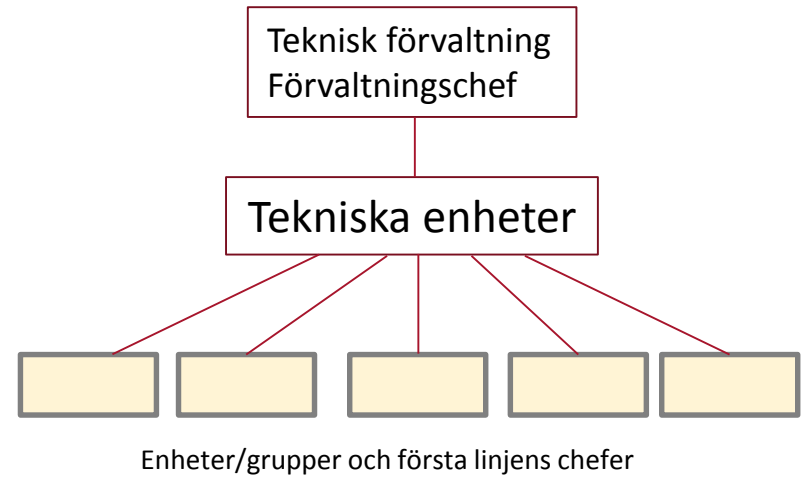 Teknisk förvaltning
Förvaltningschef
Tekniska enheter
Enheter/grupper och första linjens chefer